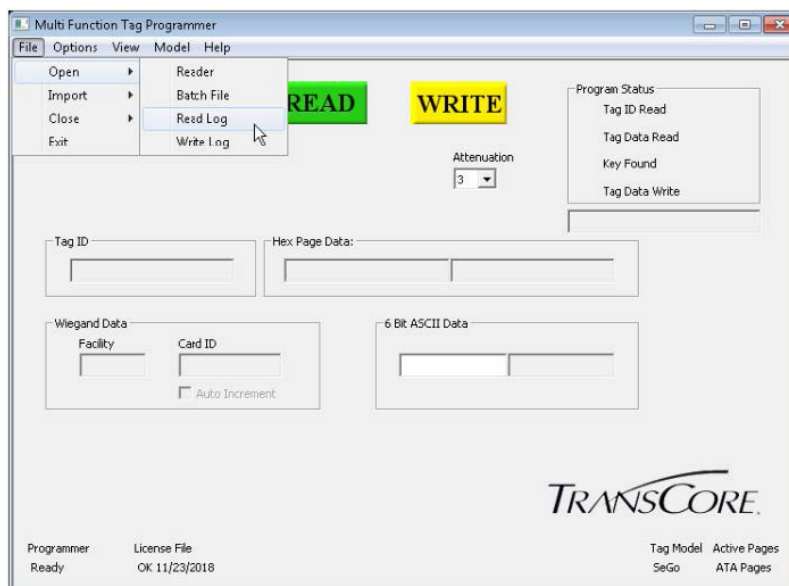 Multi Function Tag Programmer
File Options View Model Help
Open
Import
Close
Exit
Reader
Batch File
Read Log
Write Log
READ
WRITE
Attenuation
3
Program Status
Tag ID Read
Tag Data Read
Key Found
Tag Data Write
Tag ID
Hex Page Data:
Wiegand Data
Facility Card ID
Auto Increment
6 Bit ASCII Data
TRANSCORE.
Programmer License File
Ready OK 11/23/2018
Tag Model Active Pages
SeGo ATA Pages